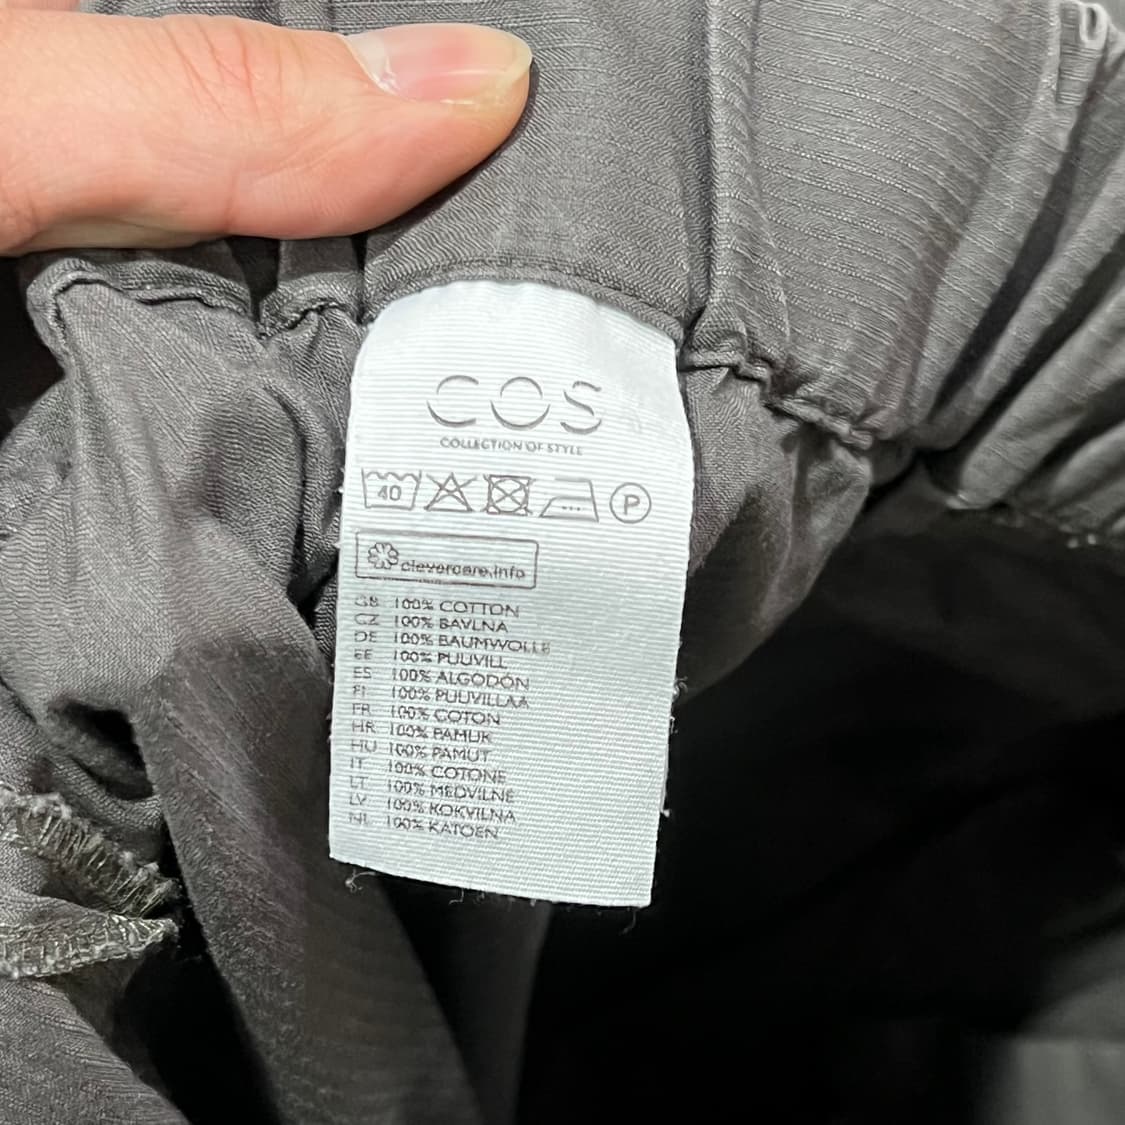 COS
COLLECTION OF STYLE
40 P
clevercare.info
GB 100% COTTON
CZ 100% BAVLNA
DE 100% BAUMWOLLE
EE 100% PUUVILL
ES 100% ALGODÓN
FI 100% PUUVILLAA
FR 100% COTON
HR 100% PAMUK
HU 100% PAMUT
IT 100% COTONE
LT 100% MEDVILNĖ
LV 100% KOKVILNA
NL 100% KATOEN